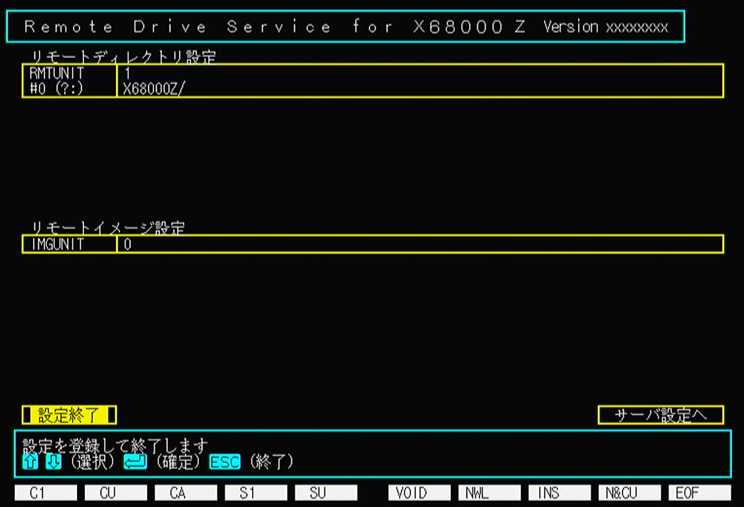 Remote Drive Service for X68000 Z Version xxxxxxxx
リモートディレクトリ設定
RMTUNIT 1
#0 (?:) X68000Z/
リモートイメージ設定
IMGUNIT 0
設定終了 サーバ設定へ
設定を登録して終了します
⇧ ⇩ (選択) ⏎ (確定) ESC (終了)
C1 CU CA S1 SU VOID NWL INS N&CU EOF